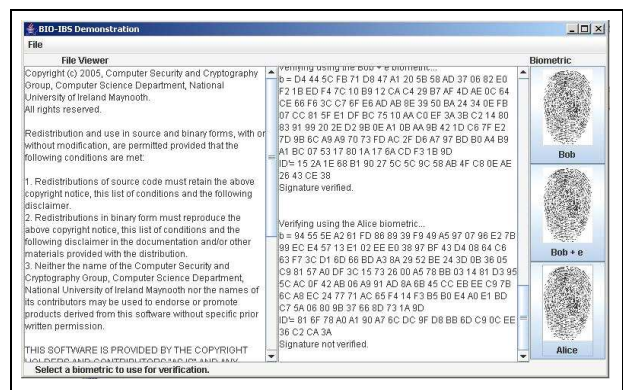 BIO-IBS Demonstration
File
File Viewer
Biometric
Copyright (c) 2005, Computer Security and Cryptography
Group, Computer Science Department, National
University of Ireland Maynooth.
All rights reserved.
Redistribution and use in source and binary forms, with or
without modification, are permitted provided that the
following conditions are met:
1. Redistributions of source code must retain the above
copyright notice, this list of conditions and the following
disclaimer.
2. Redistributions in binary form must reproduce the
above copyright notice, this list of conditions and the
following disclaimer in the documentation and/or other
materials provided with the distribution.
3. Neither the name of the Computer Security and
Cryptography Group, Computer Science Department,
National University of Ireland Maynooth nor the names of
its contributors may be used to endorse or promote
products derived from this software without specific prior
written permission.
THIS SOFTWARE IS PROVIDED BY THE COPYRIGHT
HOLDERS AND CONTRIBUTORS "AS IS" AND ANY
Verifying using the Bob + e biometric...
b = D4 44 5C FB 71 D8 47 A1 20 5B 58 AD 37 06 82 E0
F2 1B ED F4 7C 10 B9 12 CA C4 29 B7 AF 4D AE 0C 64
CE 66 F6 3C C7 6F E6 AD AB 8E 39 50 BA 24 34 0E FB
07 CC 81 5F E1 DF BC 75 10 AA C0 EF 3A 3B C2 14 80
83 91 99 20 2E D2 9B 0E A1 0B AA 9B 42 1D C6 7F E2
7D 9B 6C A9 A9 70 73 FD AC 2F D6 A7 97 BD B0 A4 B9
A1 BC 07 53 17 80 1A 17 6A CD F3 1B 9D
ID'= 15 2A 1E 68 B1 90 27 5C 5C 9C 58 AB 4F C8 0E AE
26 43 CE 38
Signature verified.
Verifying using the Alice biometric...
b = 94 55 5E A2 61 FD 86 89 39 F9 49 A5 97 07 96 E2 7B
99 EC E4 57 13 E1 02 EE E0 38 97 BF 43 D4 08 64 C6
63 F7 3C D1 6D 66 BD A3 8A 29 52 BE 24 3D 0B 36 05
C9 81 57 A0 DF 3C 15 73 26 00 A5 78 BB 03 14 81 D3 95
5C AC 0F 42 AB 06 A9 91 AD 8A 6B 45 CC EB EE C9 7B
6C A8 EC 24 77 71 AC 65 F4 14 F3 B5 B0 E4 A0 E1 BD
C7 5A 06 80 9B 37 66 8D 73 1A 9D
ID'= 81 6F 78 A0 A1 90 A7 6C DC 9F D8 BB 6D C9 0C EE
36 C2 CA 3A
Signature not verified.
Bob
Bob + e
Alice
Select a biometric to use for verification.